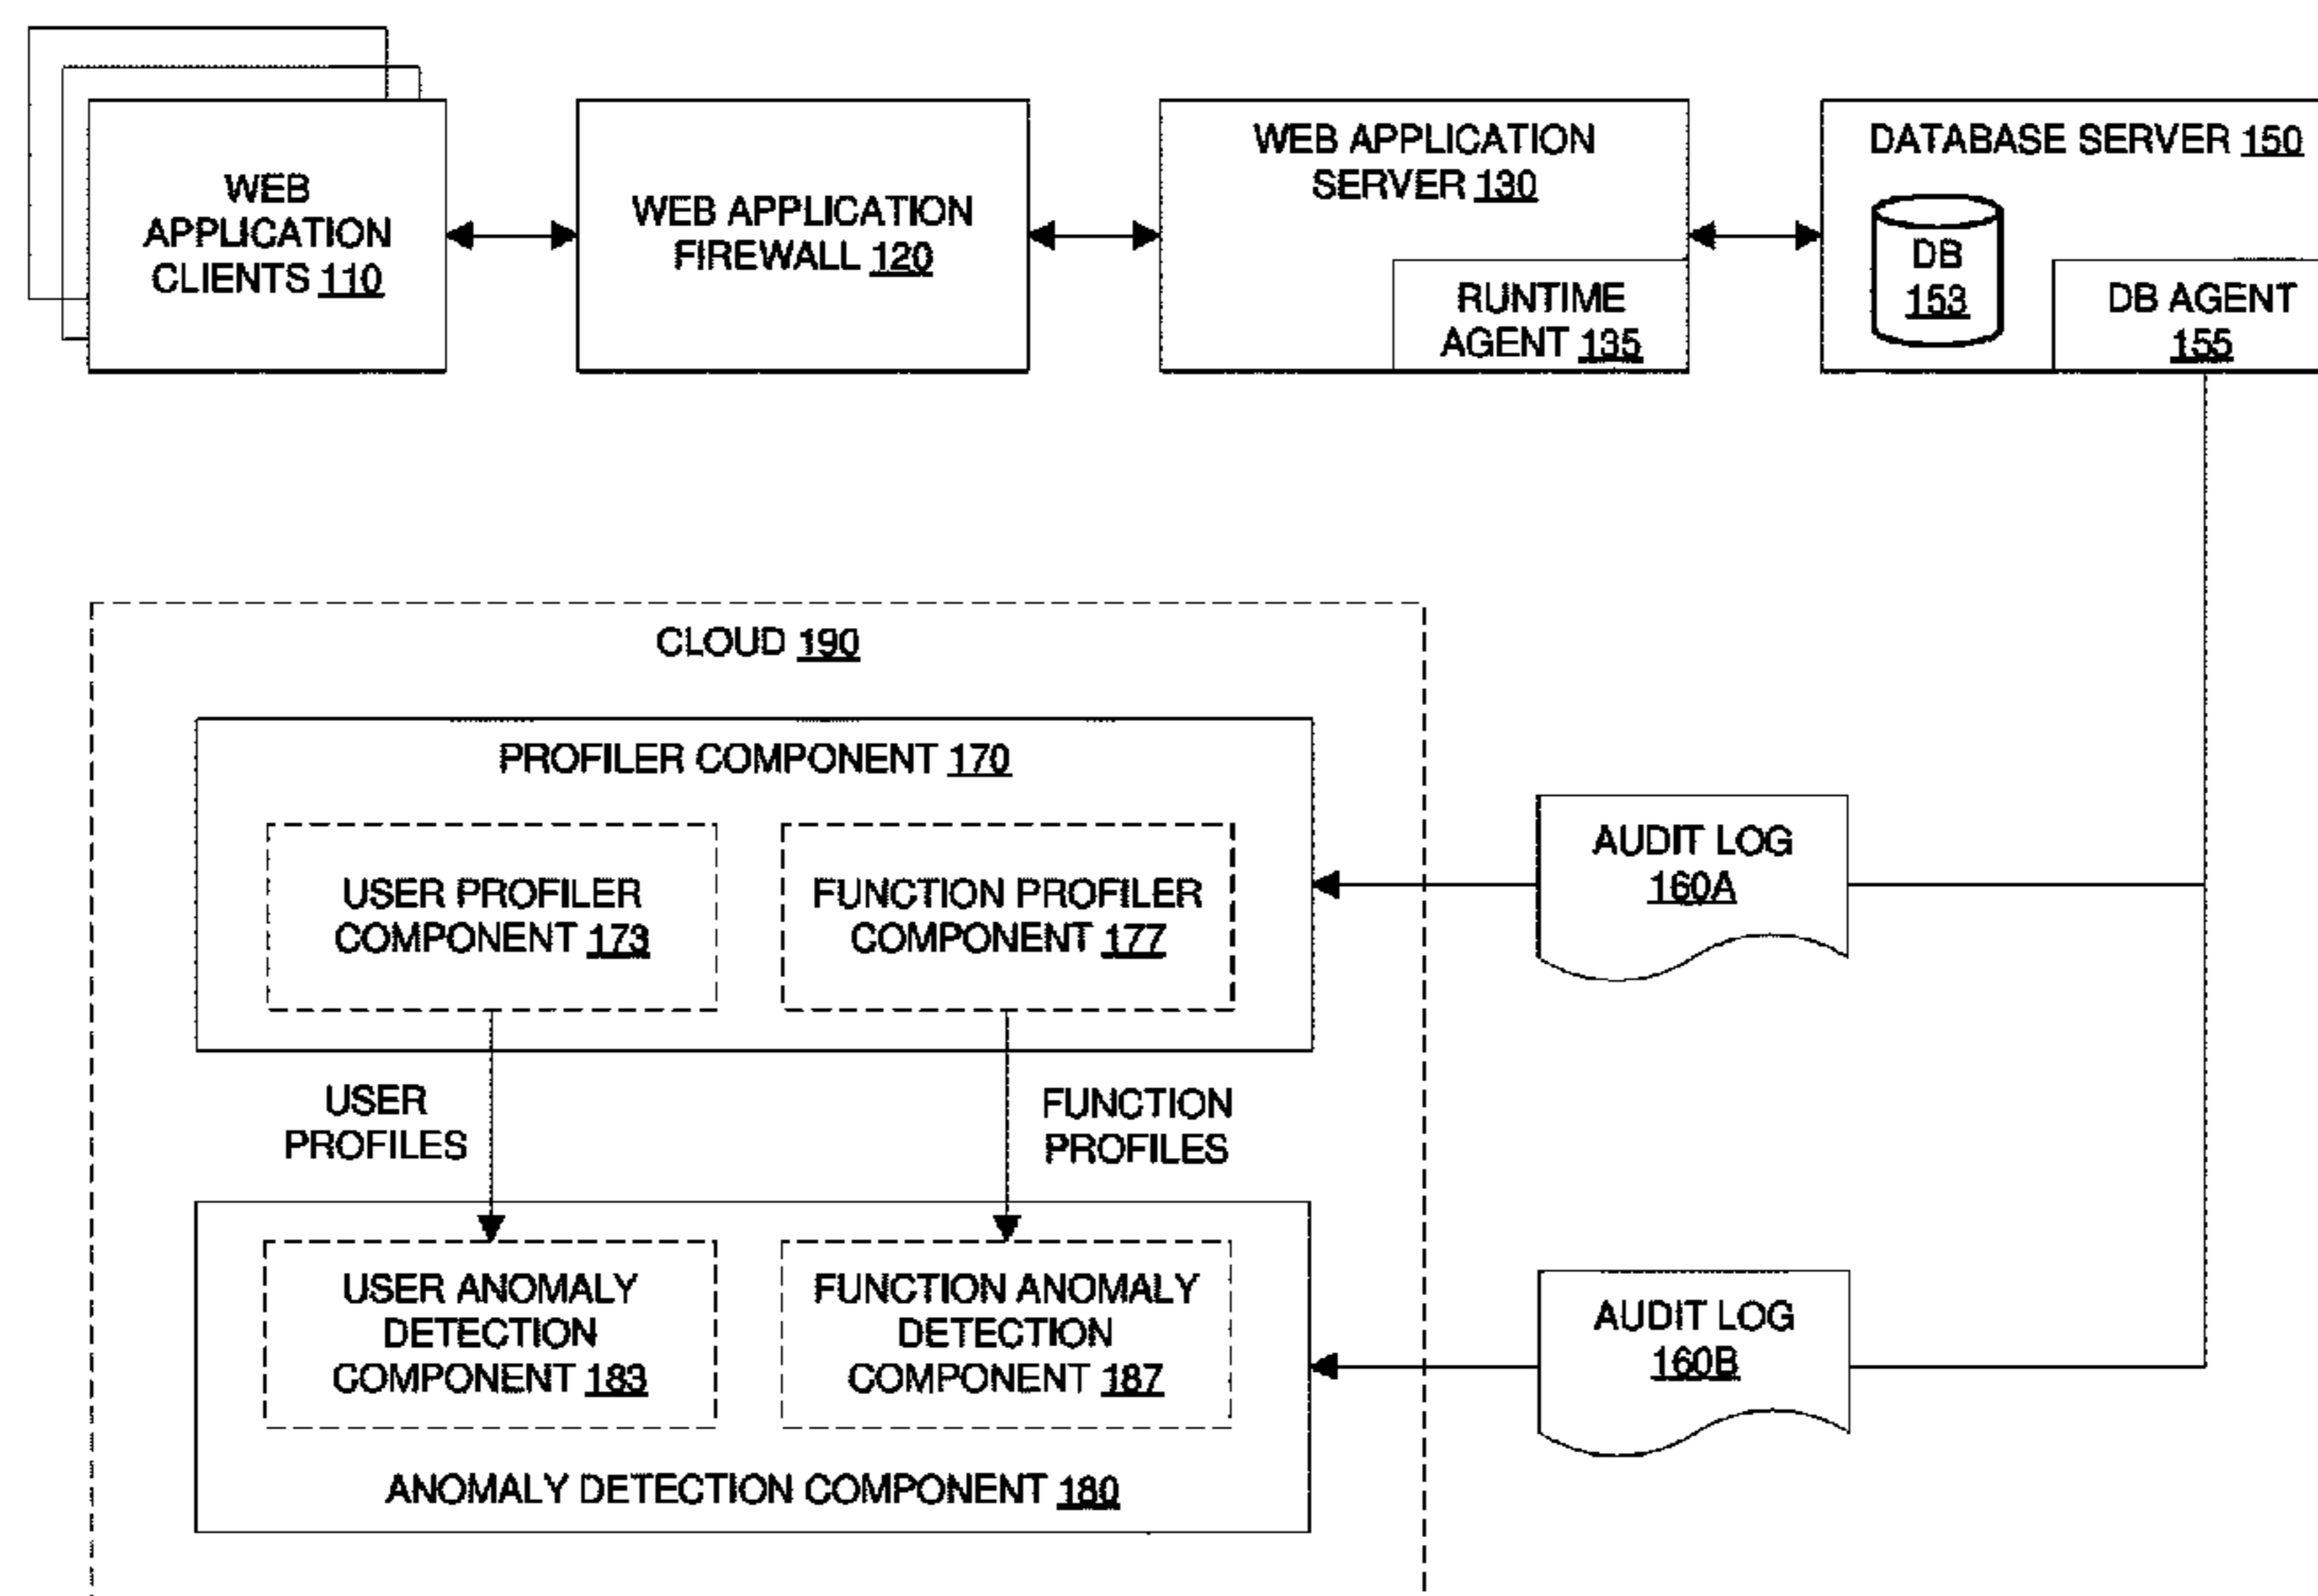 WEB
APPLICATION
CLIENTS 110
WEB APPLICATION
FIREWALL 120
WEB APPLICATION
SERVER 130
RUNTIME
AGENT 135
DATABASE SERVER 150
DB
153
DB AGENT
155
CLOUD 190
PROFILER COMPONENT 170
USER PROFILER
COMPONENT 173
FUNCTION PROFILER
COMPONENT 177
AUDIT LOG
160A
USER
PROFILES
FUNCTION
PROFILES
USER ANOMALY
DETECTION
COMPONENT 183
FUNCTION ANOMALY
DETECTION
COMPONENT 187
AUDIT LOG
160B
ANOMALY DETECTION COMPONENT 180